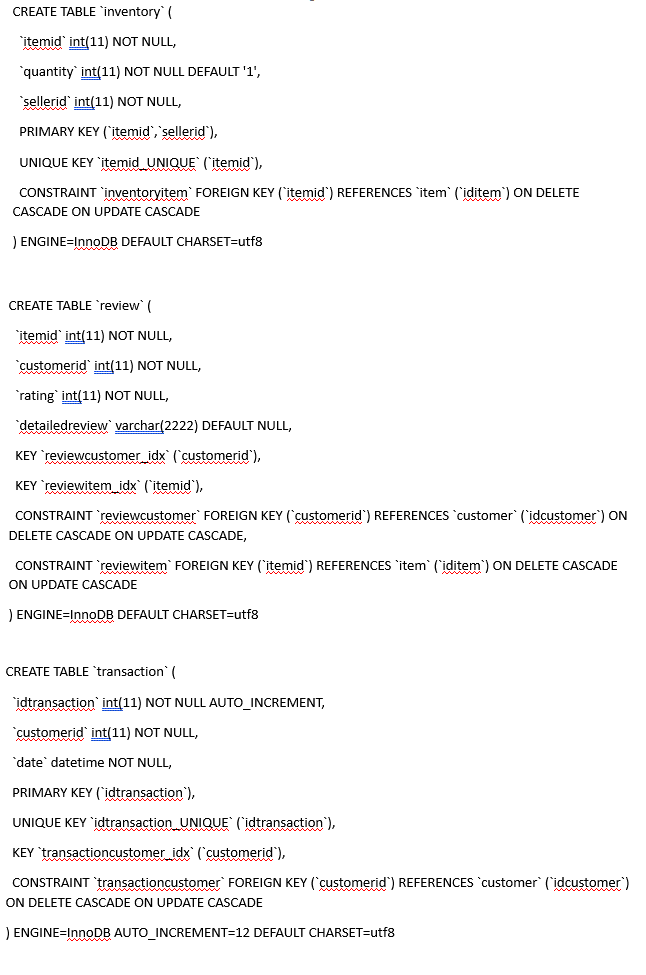 CREATE TABLE `inventory` (
`itemid` int(11) NOT NULL,
`quantity` int(11) NOT NULL DEFAULT '1',
`sellerid` int(11) NOT NULL,
PRIMARY KEY (`itemid`,`sellerid`),
UNIQUE KEY `itemid_UNIQUE` (`itemid`),
CONSTRAINT `inventoryitem` FOREIGN KEY (`itemid`) REFERENCES `item` (`iditem`) ON DELETE
CASCADE ON UPDATE CASCADE
) ENGINE=InnoDB DEFAULT CHARSET=utf8
CREATE TABLE `review` (
`itemid` int(11) NOT NULL,
`customerid` int(11) NOT NULL,
`rating` int(11) NOT NULL,
`detailedreview` varchar(2222) DEFAULT NULL,
KEY `reviewcustomer_idx` (`customerid`),
KEY `reviewitem_idx` (`itemid`),
CONSTRAINT `reviewcustomer` FOREIGN KEY (`customerid`) REFERENCES `customer` (`idcustomer`) ON
DELETE CASCADE ON UPDATE CASCADE,
CONSTRAINT `reviewitem` FOREIGN KEY (`itemid`) REFERENCES `item` (`iditem`) ON DELETE CASCADE
ON UPDATE CASCADE
) ENGINE=InnoDB DEFAULT CHARSET=utf8
CREATE TABLE `transaction` (
`idtransaction` int(11) NOT NULL AUTO_INCREMENT,
`customerid` int(11) NOT NULL,
`date` datetime NOT NULL,
PRIMARY KEY (`idtransaction`),
UNIQUE KEY `idtransaction_UNIQUE` (`idtransaction`),
KEY `transactioncustomer_idx` (`customerid`),
CONSTRAINT `transactioncustomer` FOREIGN KEY (`customerid`) REFERENCES `customer` (`idcustomer`)
ON DELETE CASCADE ON UPDATE CASCADE
) ENGINE=InnoDB AUTO_INCREMENT=12 DEFAULT CHARSET=utf8